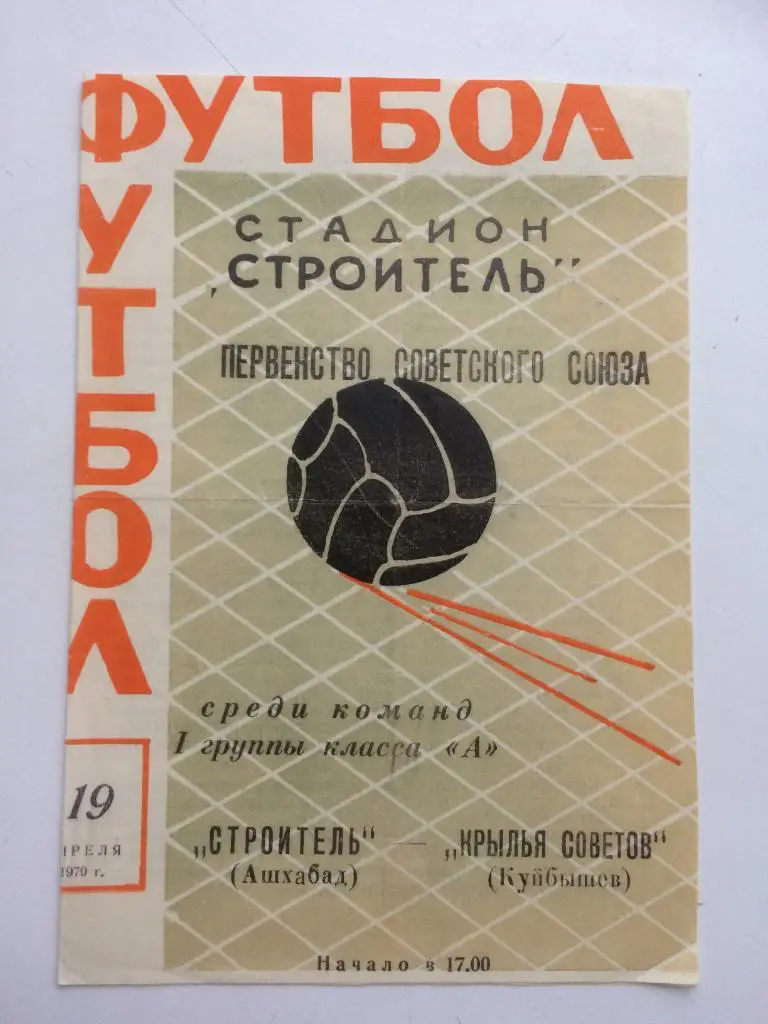 ФУТБОЛ
УТБОЛ
СТАДИОН
„СТРОИТЕЛЬ"
ПЕРВЕНСТВО СОВЕТСКОГО СОЮЗА
среди команд
I группы класса «А»
19
ПРЕЛЯ
1970 г.
„СТРОИТЕЛЬ" — „КРЫЛЬЯ СОВЕТОВ"
(Ашхабад) (Куйбышев)
Начало в 17.00